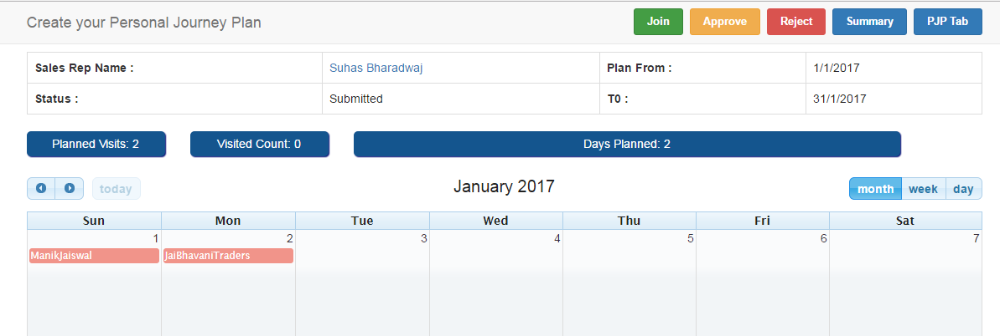 Create your Personal Journey Plan Join Approve Reject Summary PJP Tab
Sales Rep Name : Suhas Bharadwaj Plan From : 1/1/2017
Status : Submitted T0 : 31/1/2017
Planned Visits: 2 Visited Count: 0 Days Planned: 2
today January 2017 month week day
Sun Mon Tue Wed Thu Fri Sat
1 2 3 4 5 6 7
ManikJaiswal JaiBhavaniTraders